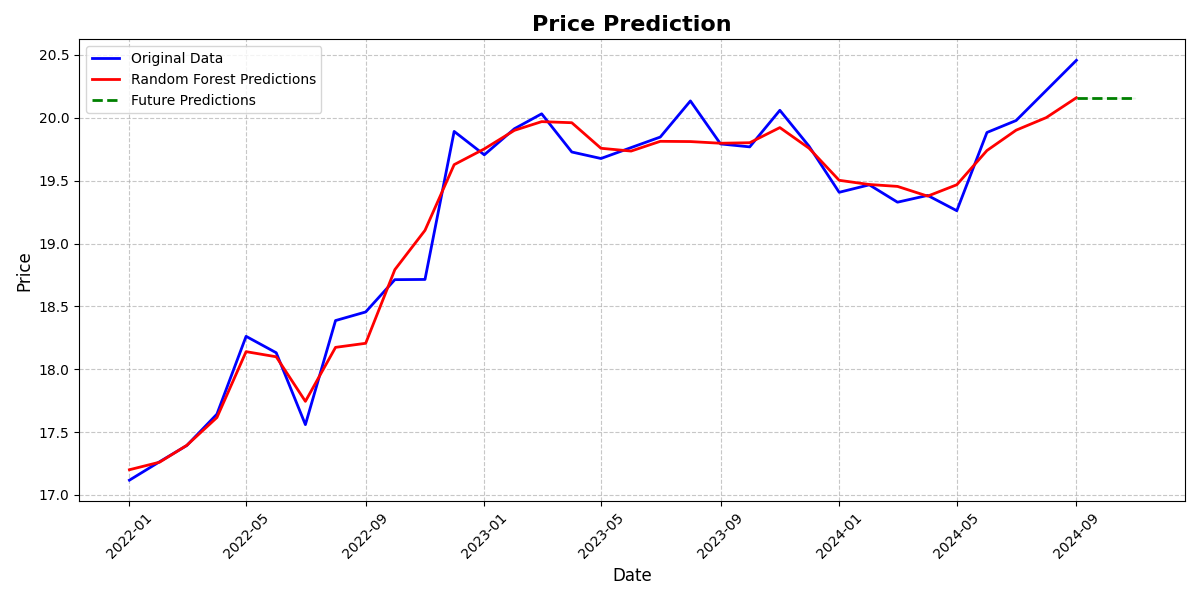 Price Prediction
Original Data
Random Forest Predictions
Future Predictions
Price
20.5
20.0
19.5
19.0
18.5
18.0
17.5
17.0
2022-01
2022-05
2022-09
2023-01
2023-05
2023-09
2024-01
2024-05
2024-09
Date